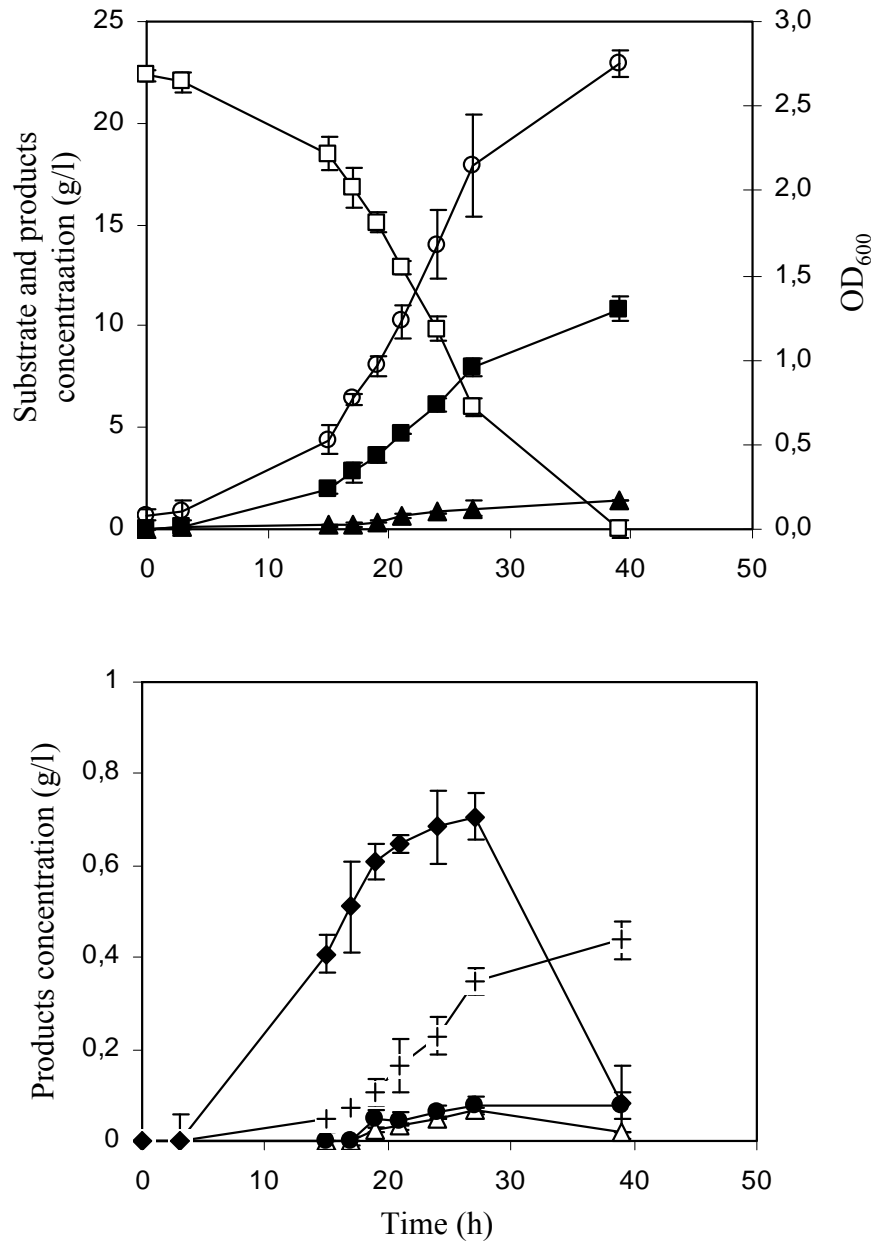 Substrate and products
concentraation (g/l)
25
20
15
10
5
0
3,0
2,5
2,0
1,5
1,0
0,5
0,0
OD600
0 10 20 30 40 50
Products concentration (g/l)
1
0,8
0,6
0,4
0,2
0
0 10 20 30 40 50
Time (h)